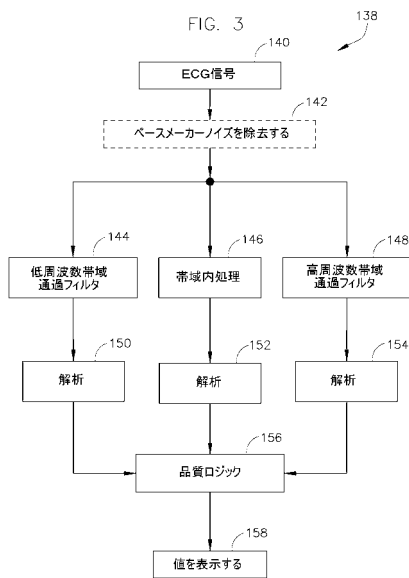 FIG. 3
138
140
ECG信号
142
ペースメーカーノイズを除去する
144
低周波数帯域
通過フィルタ
146
帯域内処理
148
高周波数帯域
通過フィルタ
150
解析
152
解析
154
解析
156
品質ロジック
158
値を表示する